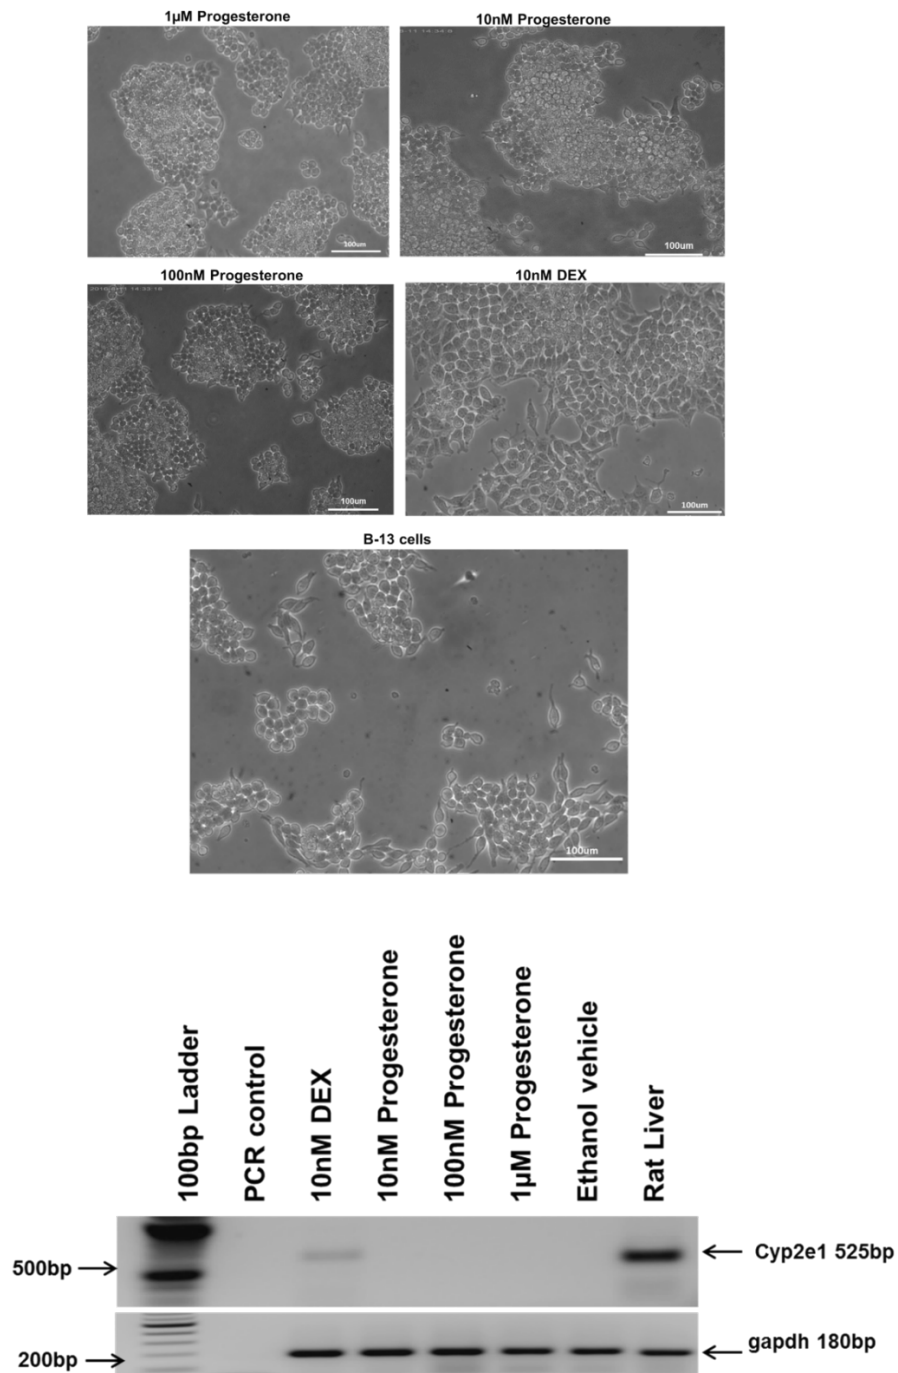 1µM Progesterone
10nM Progesterone
100um
100um
100nM Progesterone
10nM DEX
100um
100um
B-13 cells
100um
100bp Ladder
PCR control
10nM DEX
10nM Progesterone
100nM Progesterone
1µM Progesterone
Ethanol vehicle
Rat Liver
500bp
Cyp2e1 525bp
200bp
gapdh 180bp